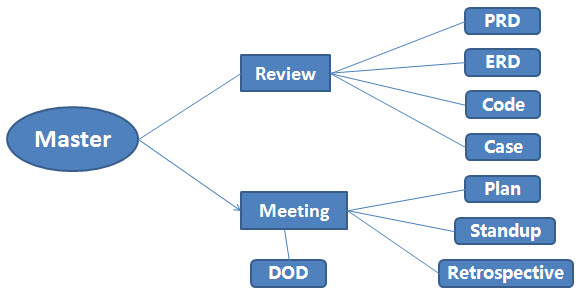 Master
Review
PRD
ERD
Code
Case
Meeting
Plan
Standup
Retrospective
DOD